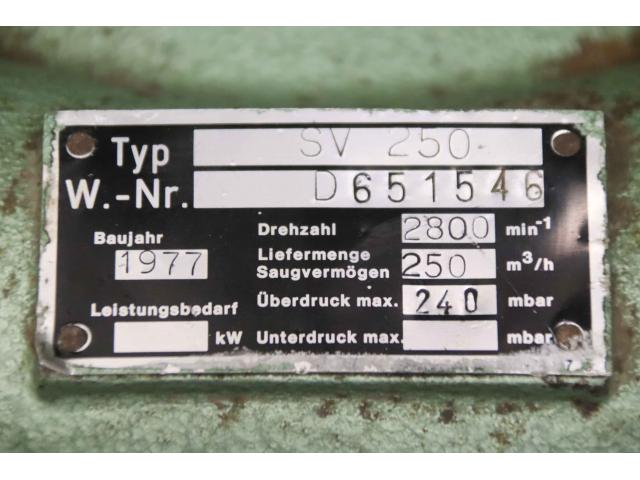 Typ SV 250
W.-Nr. D651546
Baujahr
1977
Leistungsbedarf
kW
Drehzahl 2800 min-1
Liefermenge
Saugvermögen 250 m³/h
Überdruck max. 240 mbar
Unterdruck max. mbar